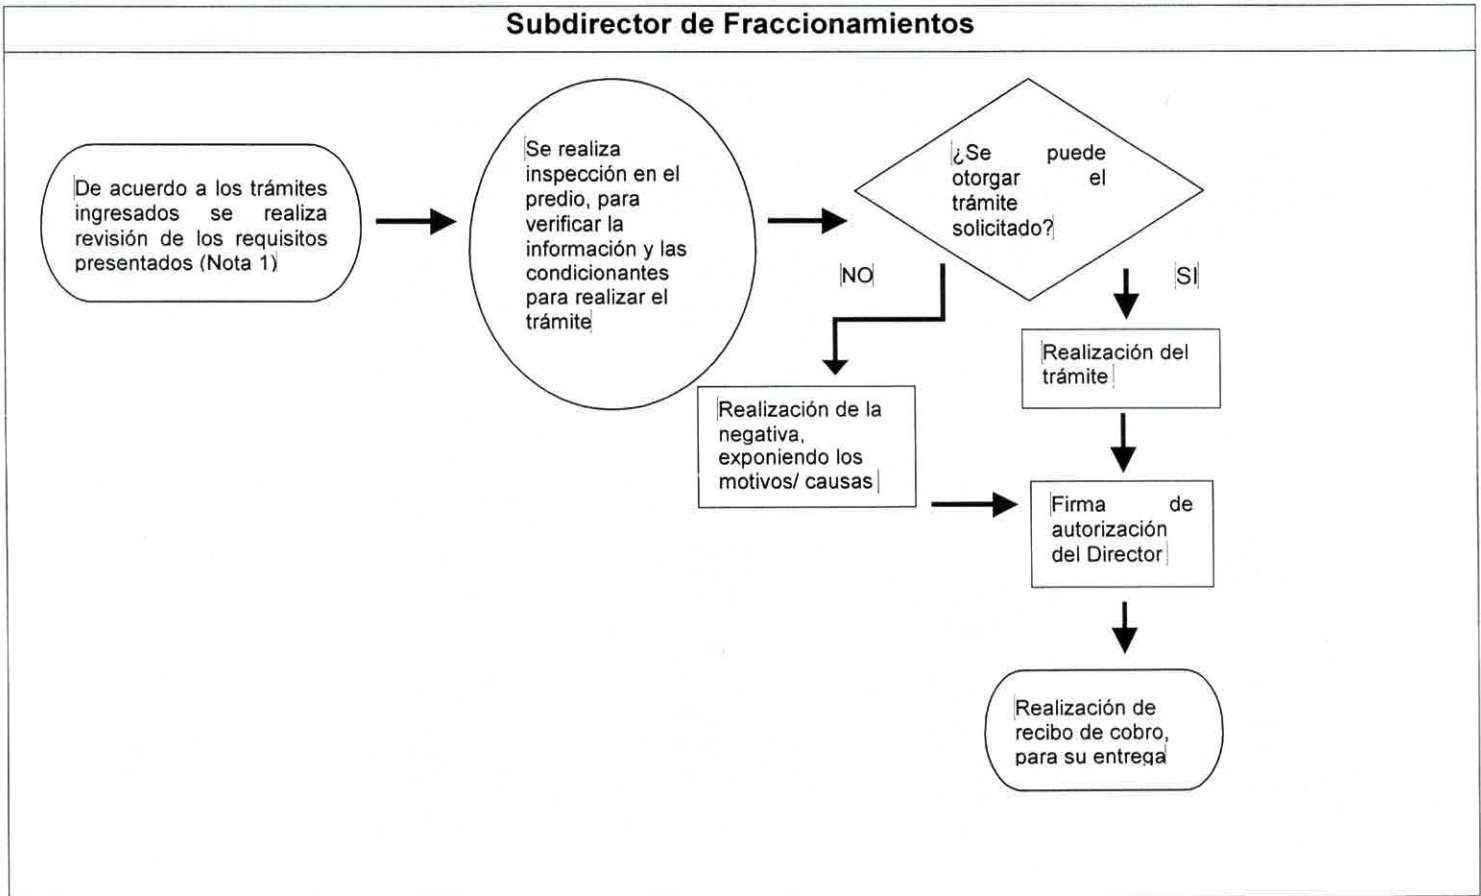 Subdirector de Fraccionamientos
De acuerdo a los trámites
ingresados se realiza
revisión de los requisitos
presentados (Nota 1)
Se realiza
inspección en el
predio, para
verificar la
información y las
condicionantes
para realizar el
trámite
¿Se puede
otorgar el
trámite
solicitado?
NO
SI
Realización del
trámite
Realización de la
negativa,
exponiendo los
motivos/ causas
Firma de
autorización
del Director
Realización de
recibo de cobro,
para su entrega